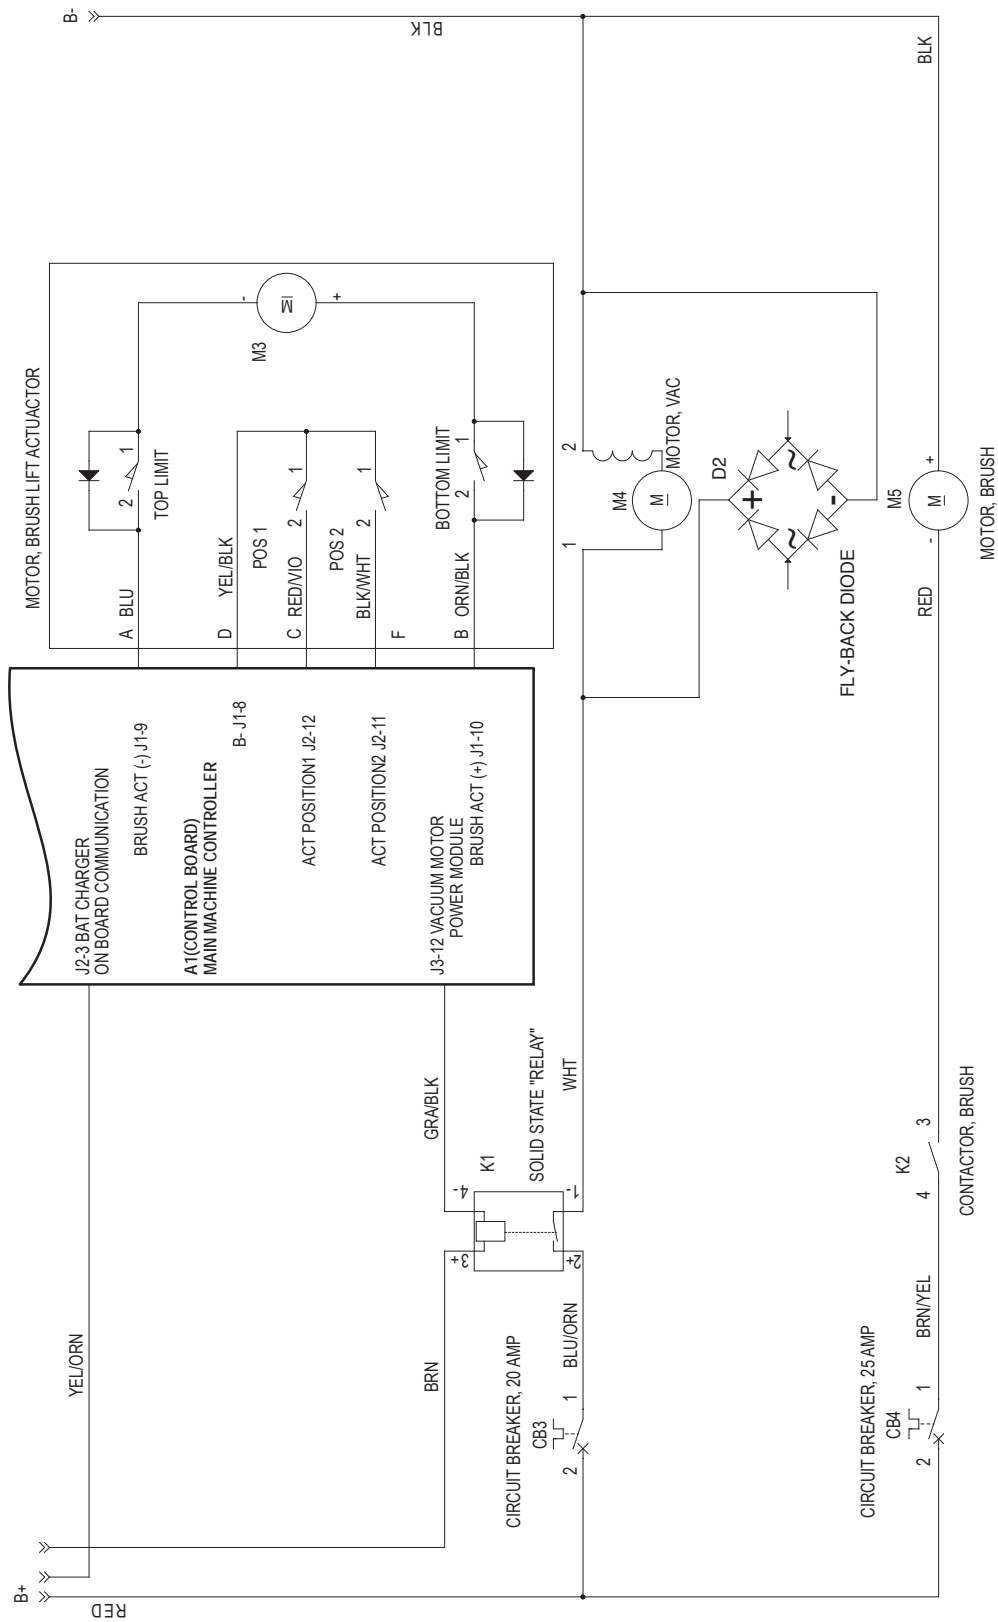 B+
RED
YEL/ORN
BRN
GRA/BLK
J2-3 BAT CHARGER
ON BOARD COMMUNICATION
BRUSH ACT (-) J1-9
A1(CONTROL BOARD)
MAIN MACHINE CONTROLLER
B- J1-8
ACT POSITION1 J2-12
ACT POSITION2 J2-11
J3-12 VACUUM MOTOR
POWER MODULE
BRUSH ACT (+) J1-10
MOTOR, BRUSH LIFT ACTUACTOR
A BLU
2 1
TOP LIMIT
D YEL/BLK
POS 1
C RED/VIO 2 1
POS 2
BLK/WHT 2 1
F
BOTTOM LIMIT
B ORN/BLK 2 1
M3
-
M
+
B-
BLK
3+ 4-
K1
2+ 1-
SOLID STATE "RELAY"
CIRCUIT BREAKER, 20 AMP
CB3
2 1 BLU/ORN
WHT
1 2
M4
M
MOTOR, VAC
D2
+
~ ~
-
FLY-BACK DIODE
CIRCUIT BREAKER, 25 AMP
CB4
2 1 BRN/YEL
K2
4 3
CONTACTOR, BRUSH
RED
M5
- M +
MOTOR, BRUSH
BLK